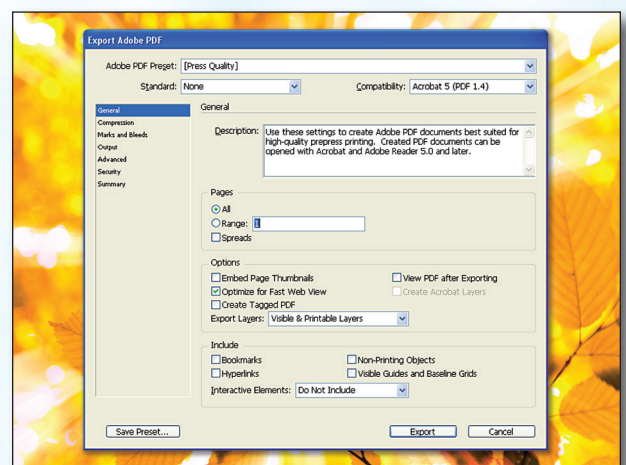 Export Adobe PDF
Adobe PDF Preset: [Press Quality]
Standard: None Compatibility: Acrobat 5 (PDF 1.4)
General
Compression
Marks and Bleeds
Output
Advanced
Security
Summary
General
Description: Use these settings to create Adobe PDF documents best suited for
high-quality prepress printing. Created PDF documents can be
opened with Acrobat and Adobe Reader 5.0 and later.
Pages
All
Range: 1
Spreads
Options
Embed Page Thumbnails View PDF after Exporting
Optimize for Fast Web View Create Acrobat Layers
Create Tagged PDF
Export Layers: Visible & Printable Layers
Include
Bookmarks Non-Printing Objects
Hyperlinks Visible Guides and Baseline Grids
Interactive Elements: Do Not Include
Save Preset... Export Cancel